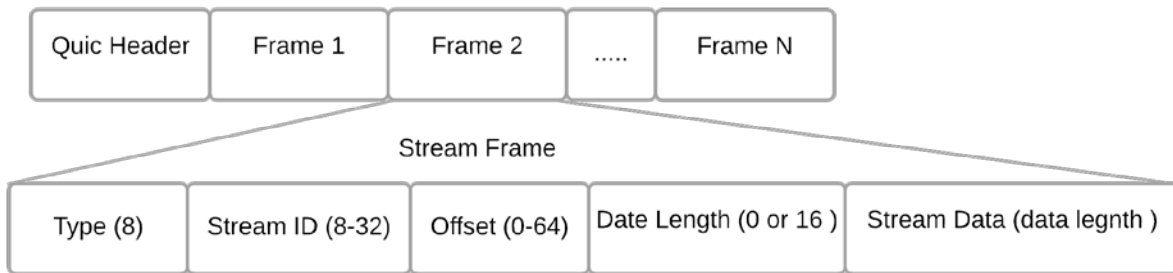 Quic Header
Frame 1
Frame 2
.....
Frame N
Stream Frame
Type (8)
Stream ID (8-32)
Offset (0-64)
Date Length (0 or 16 )
Stream Data (data legnth )